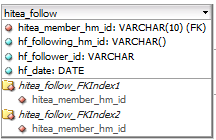 hitea_follow
hitea_member_hm_id: VARCHAR(10) (FK)
hf_following_hm_id: VARCHAR()
hf_follower_id: VARCHAR
hf_date: DATE
hitea_follow_FKIndex1
hitea_member_hm_id
hitea_follow_FKIndex2
hitea_member_hm_id